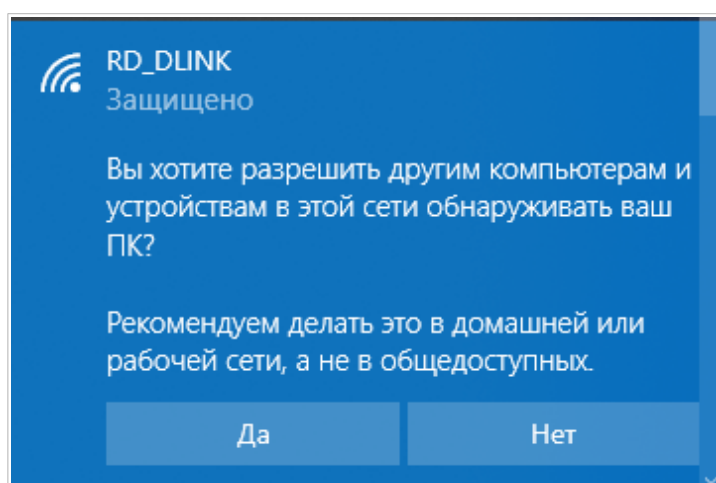 RD_DLINK
Защищено
Вы хотите разрешить другим компьютерам и
устройствам в этой сети обнаруживать ваш
ПК?
Рекомендуем делать это в домашней или
рабочей сети, а не в общедоступных.
Да Нет